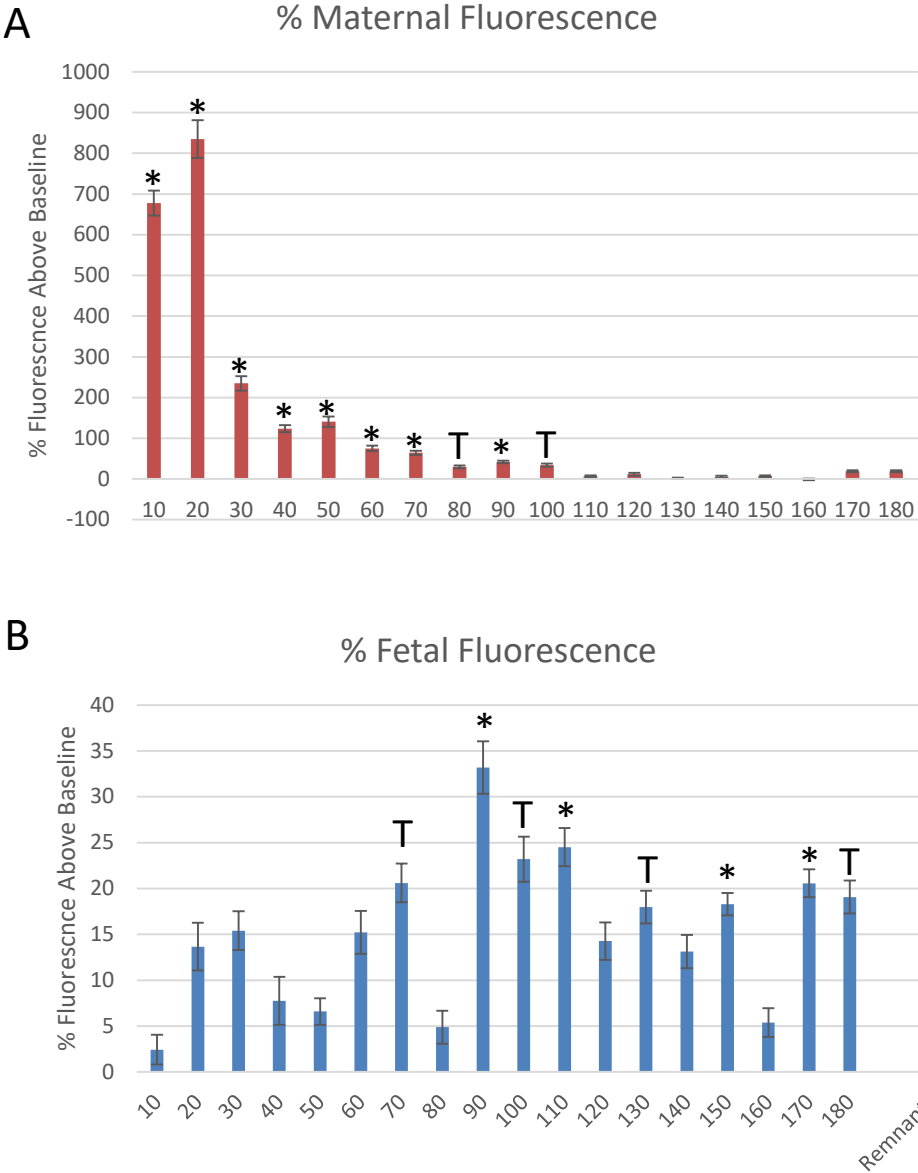 A
% Maternal Fluorescence
% Fluorescnce Above Baseline
1000
900
800
700
600
500
400
300
200
100
0
-100
* * * * * * * T * T
10 20 30 40 50 60 70 80 90 100 110 120 130 140 150 160 170 180
B
% Fetal Fluorescence
% Fluorescnce Above Baseline
40
35
30
25
20
15
10
5
0
T * T * T * * T
10 20 30 40 50 60 70 80 90 100 110 120 130 140 150 160 170 180 Remnant